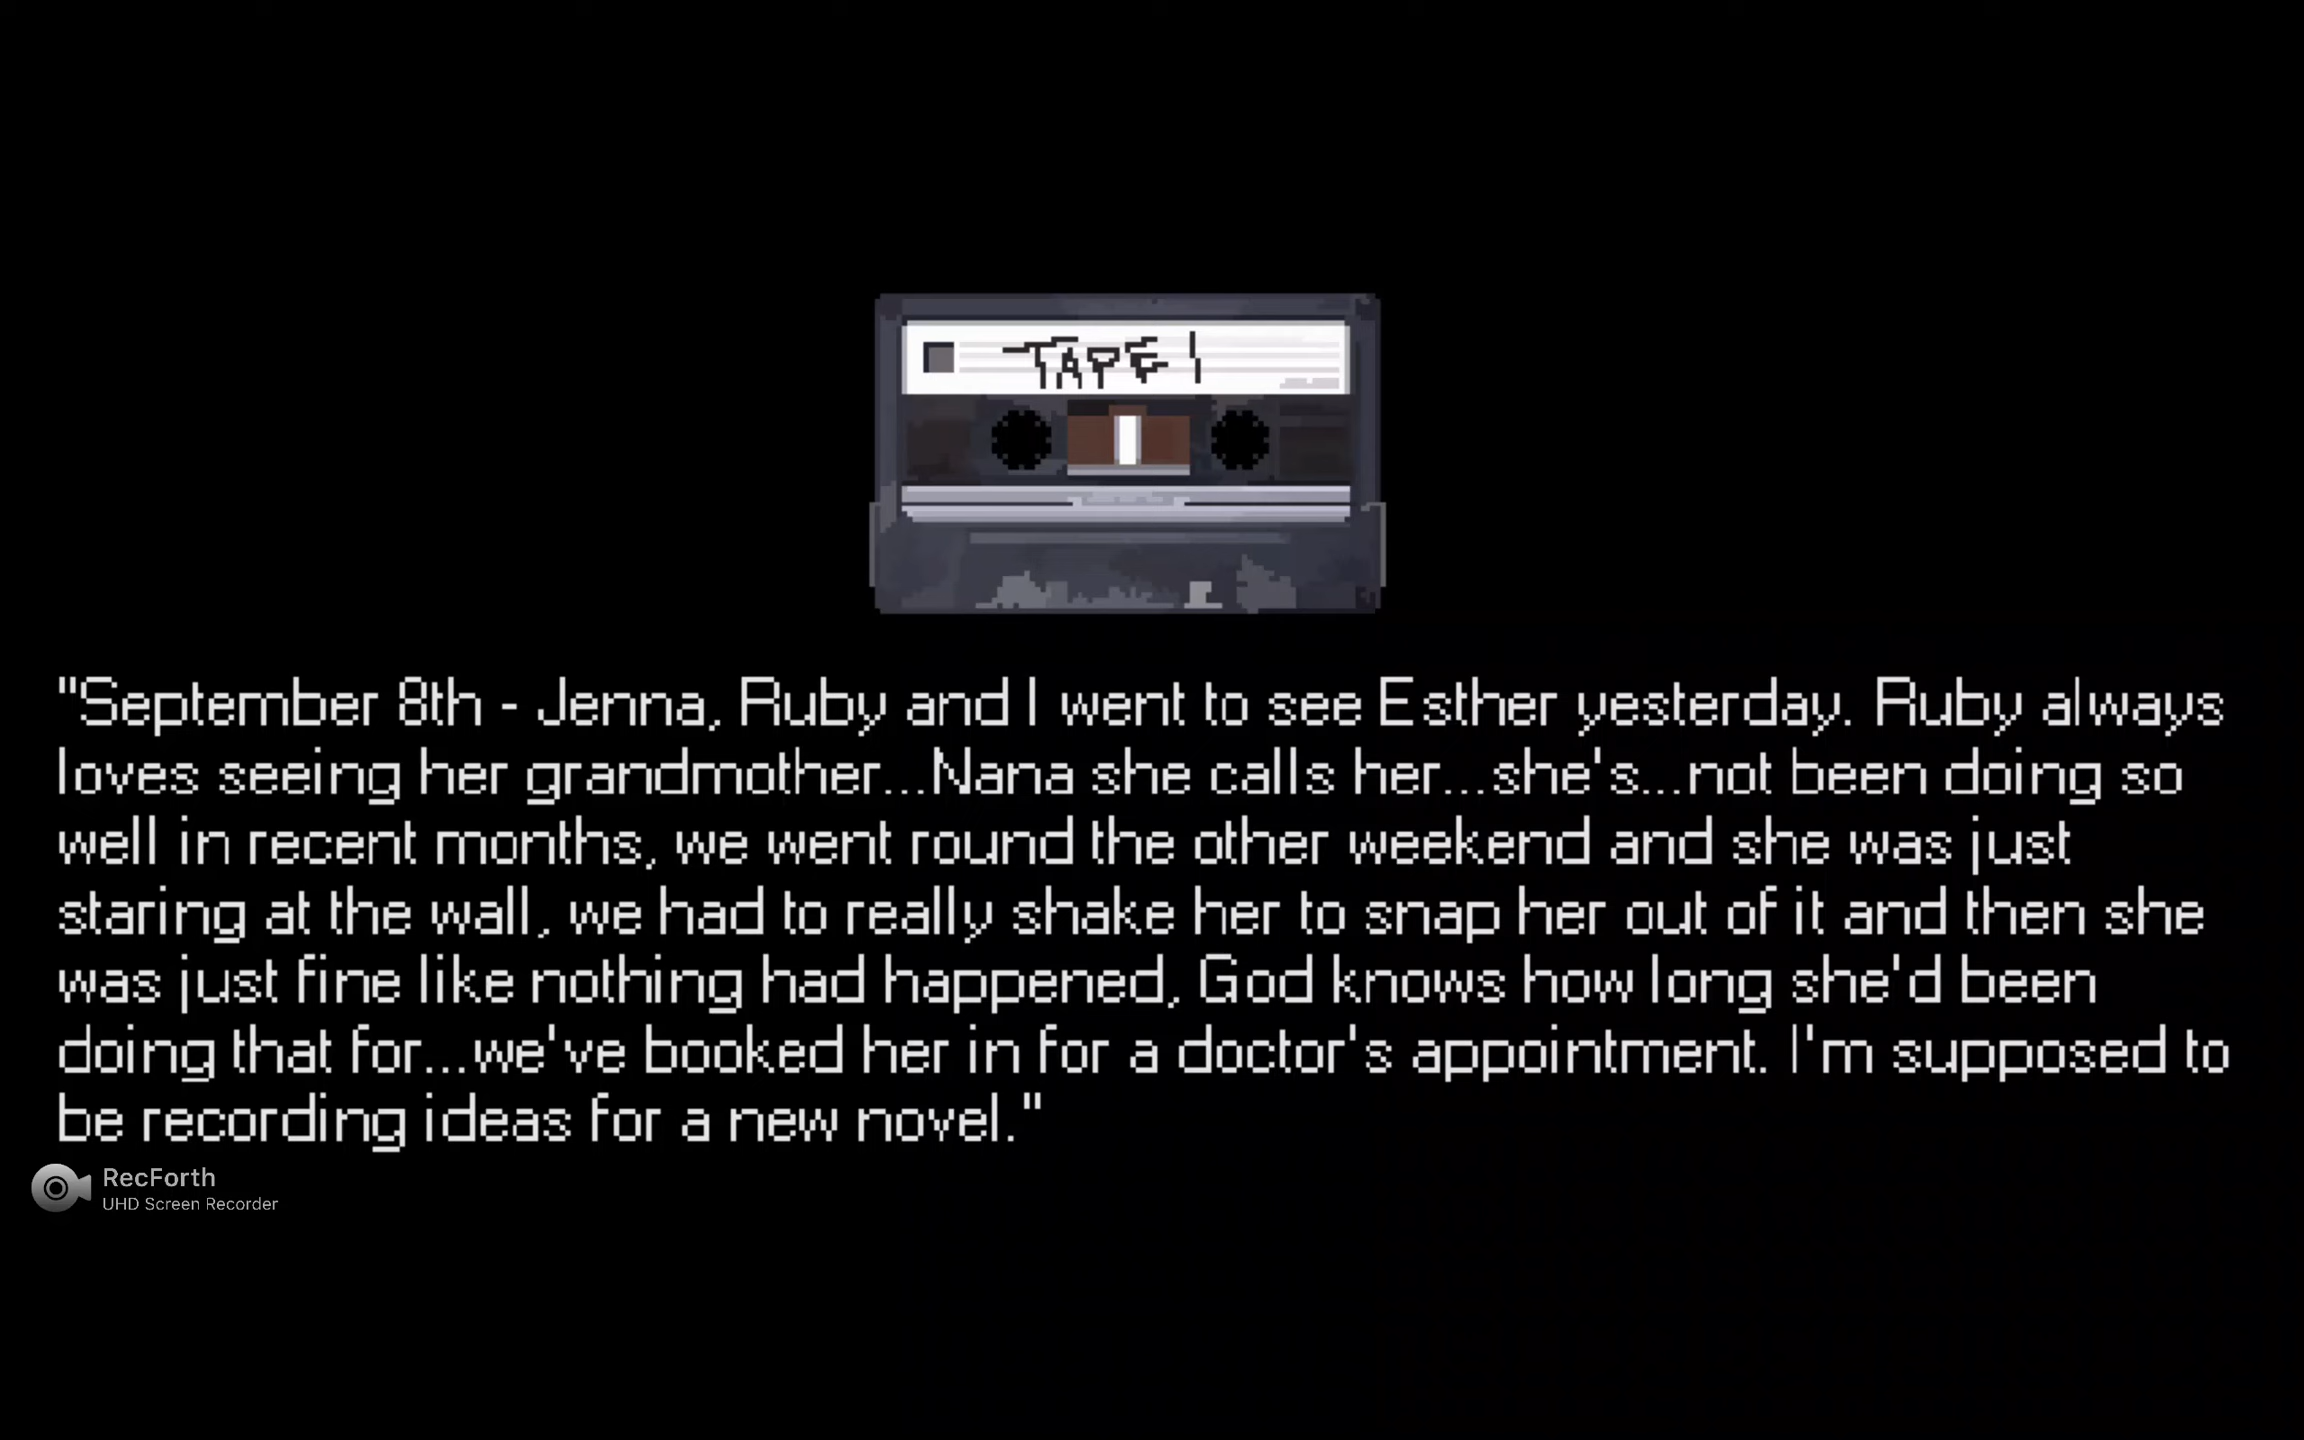 TAPE 1
"September 8th - Jenna, Ruby and I went to see Esther yesterday. Ruby always
loves seeing her grandmother...Nana she calls her...she's...not been doing so
well in recent months, we went round the other weekend and she was just
staring at the wall, we had to really shake her to snap her out of it and then she
was just fine like nothing had happened, God knows how long she'd been
doing that for...we've booked her in for a doctor's appointment. I'm supposed to
be recording ideas for a new novel."
RecForth
UHD Screen Recorder